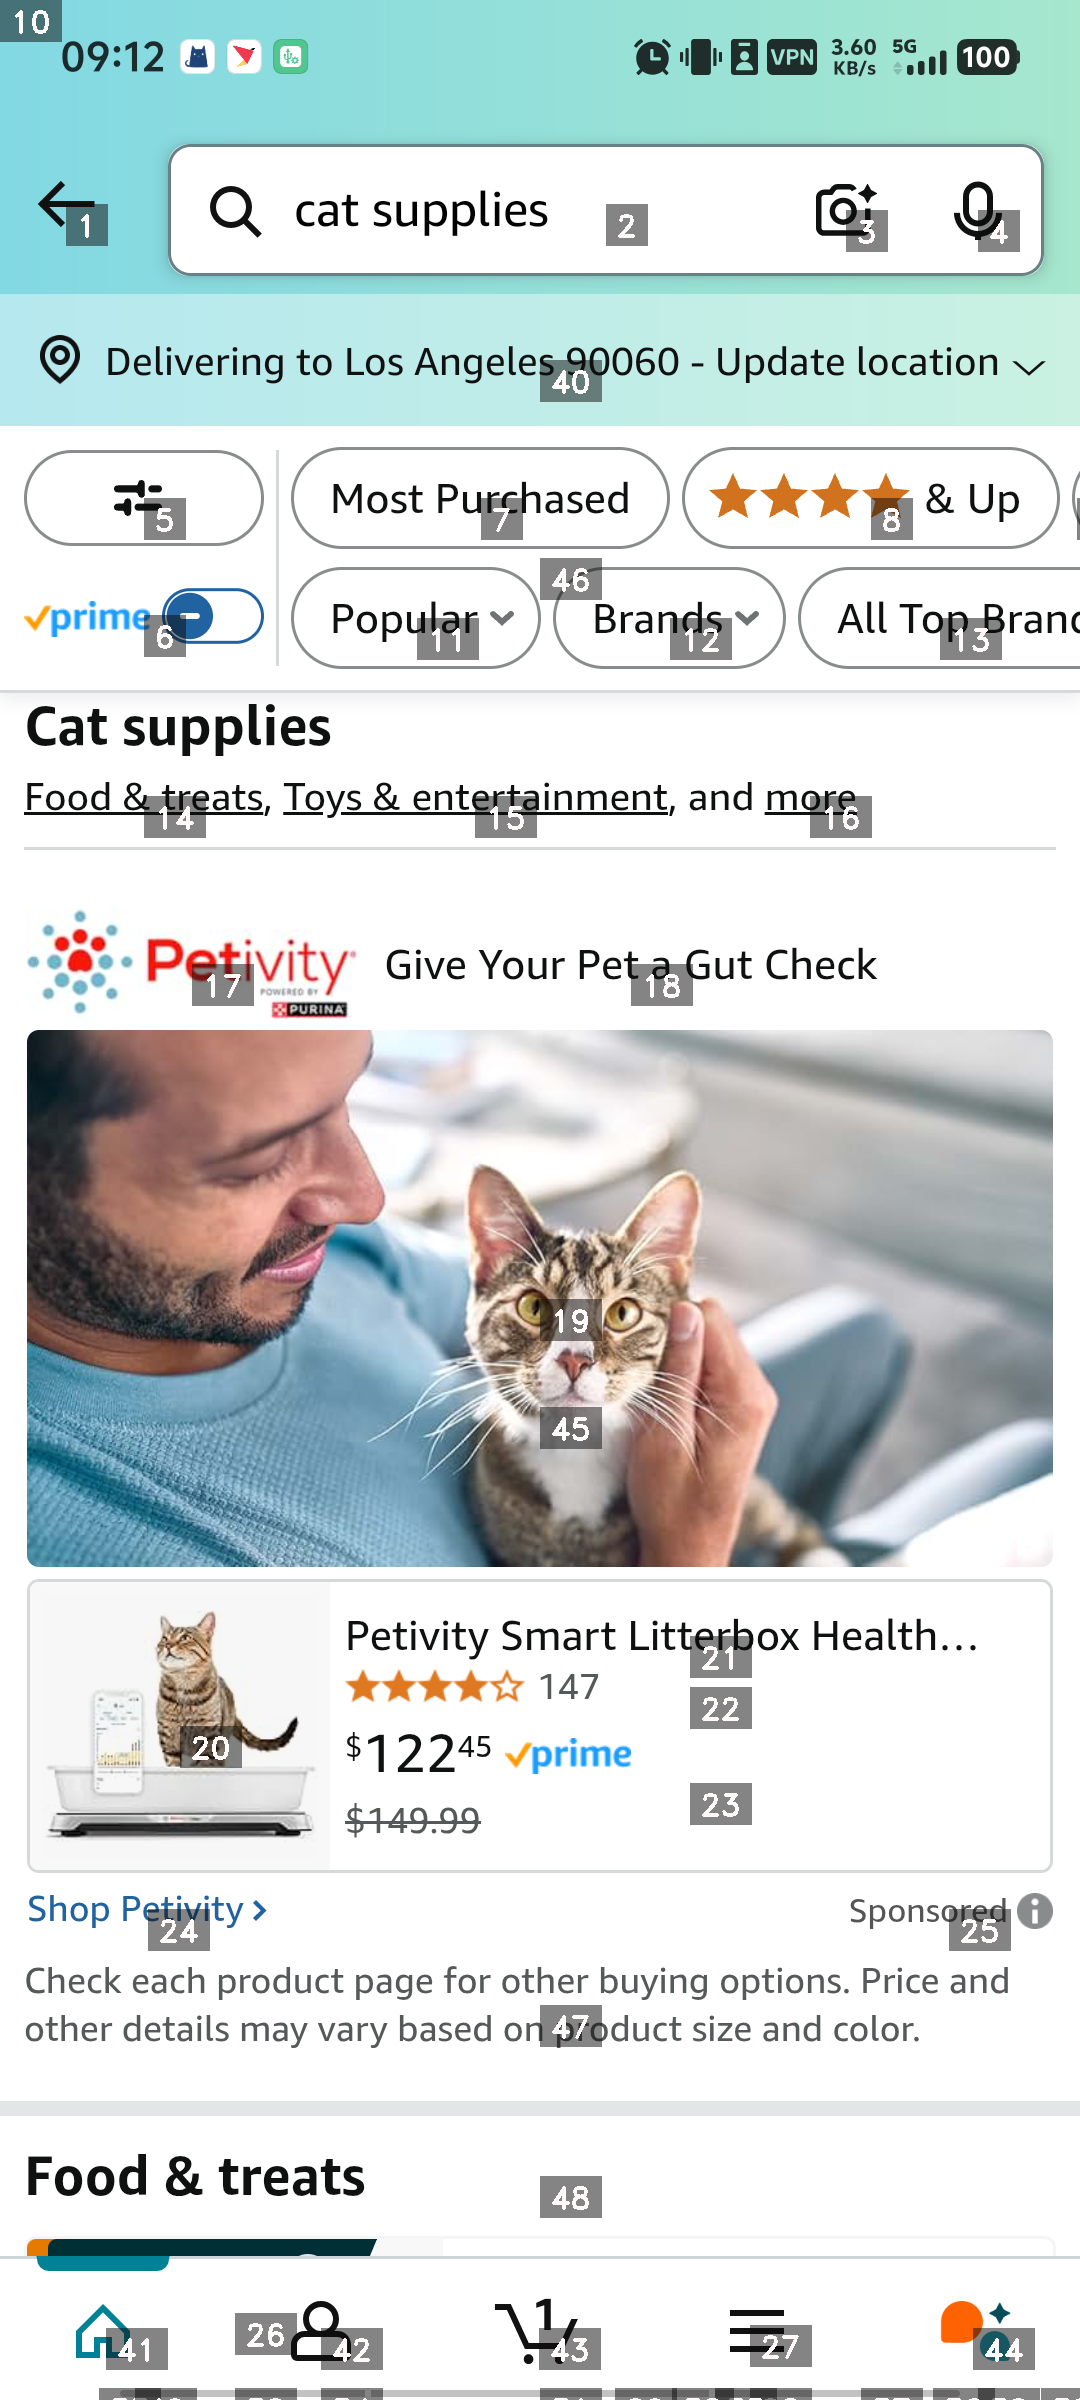 10
09:12
VPN
3.60
KB/s
5G
100
1
cat supplies
2
3
4
Delivering to Los Angeles 90060 - Update location
40
5
Most Purchased
7
8
& Up
46
prime
6
Popular
11
Brands
12
All Top Brand
13
Cat supplies
Food & treats, Toys & entertainment, and more
14
15
16
Petivity
POWERED BY
PURINA
17
Give Your Pet a Gut Check
18
19
45
20
Petivity Smart Litterbox Health...
21
147
22
$122 45 prime
23
$149.99
Shop Petivity
24
Sponsored
25
Check each product page for other buying options. Price and
other details may vary based on product size and color.
47
Food & treats
48
41
26
42
1
43
27
44